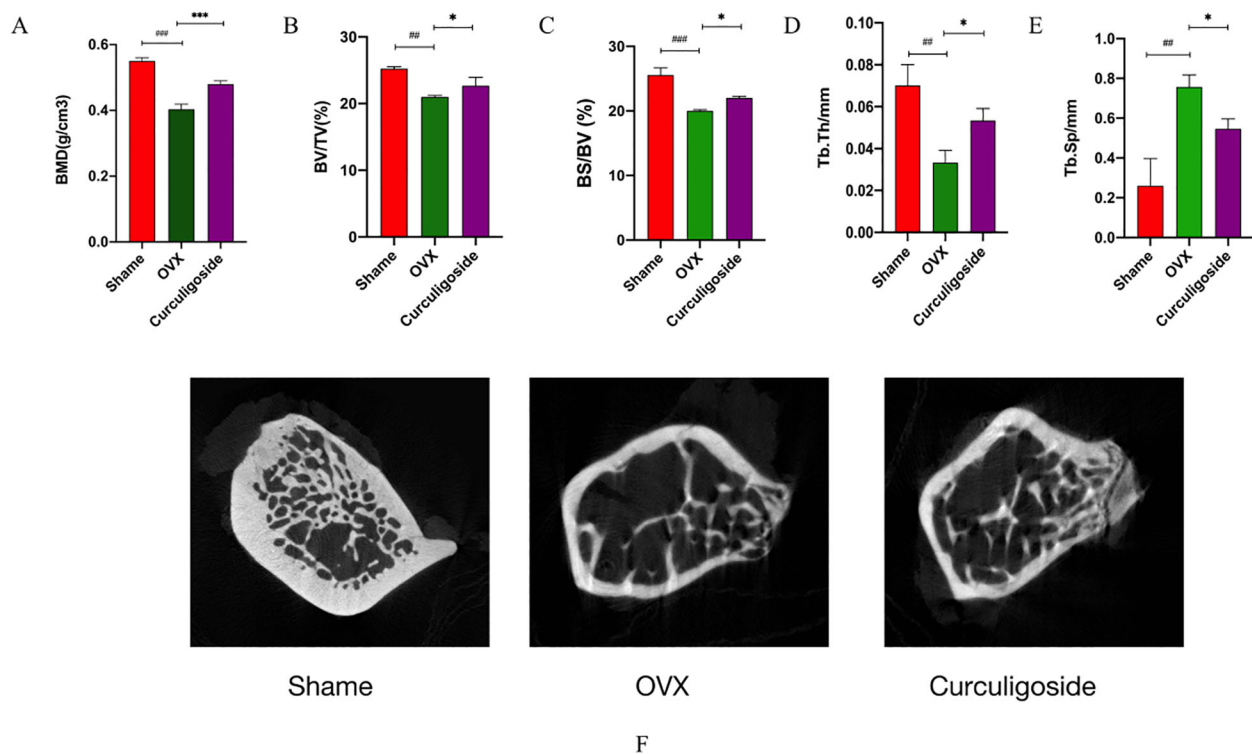 A
###
***
BMD(g/cm3)
0.6
0.4
0.2
0.0
Shame
OVX
Curculigoside
B
##
*
BV/TV(%)
30
20
10
0
Shame
OVX
Curculigoside
C
###
*
BS/BV (%)
30
20
10
0
Shame
OVX
Curculigoside
D
##
*
Tb.Th/mm
0.10
0.08
0.06
0.04
0.02
0.00
Shame
OVX
Curculigoside
E
##
*
Tb.Sp/mm
1.0
0.8
0.6
0.4
0.2
0.0
Shame
OVX
Curculigoside
Shame
OVX
Curculigoside
F